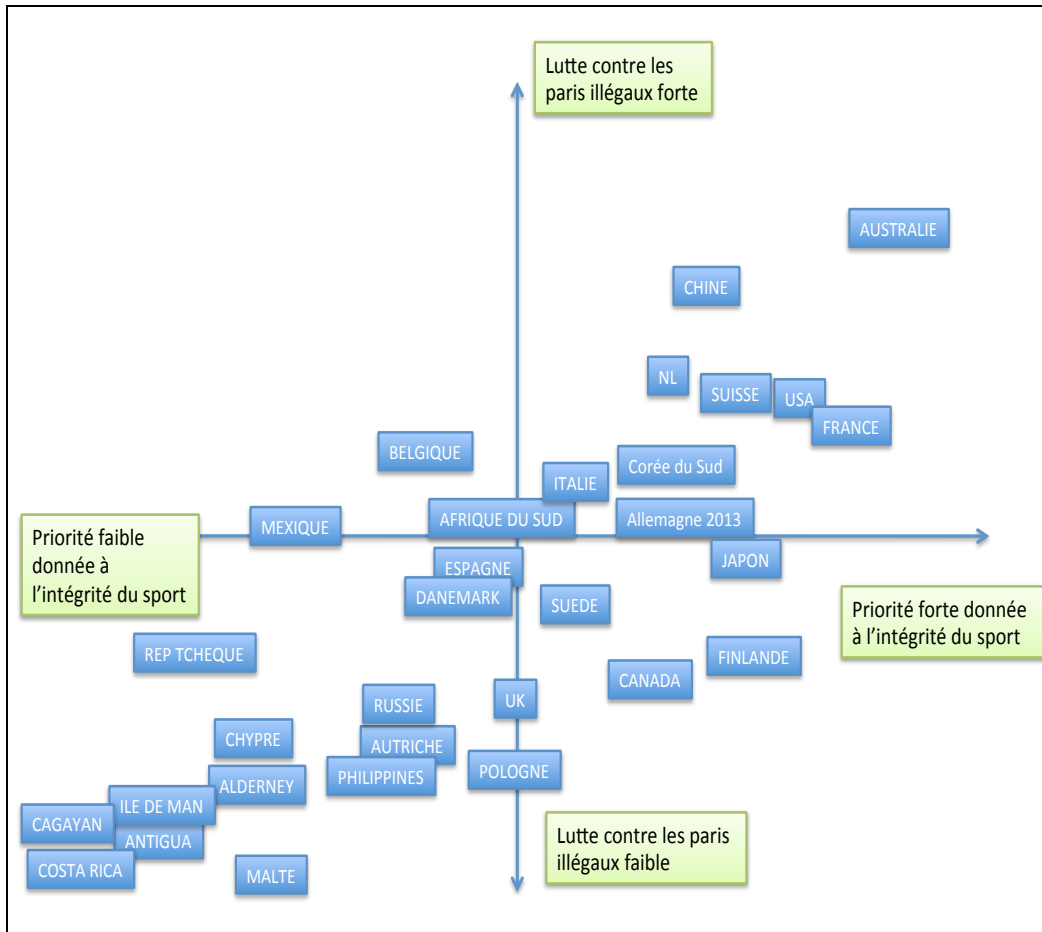 Lutte contre les
paris illégaux forte
AUSTRALIE
CHINE
NL
SUISSE
USA
FRANCE
BELGIQUE
Corée du Sud
ITALIE
MEXIQUE
AFRIQUE DU SUD
Allemagne 2013
Priorité faible
donnée à
l'intégrité du sport
JAPON
ESPAGNE
DANEMARK
SUEDE
Priorité forte donnée
à l'intégrité du sport
REP TCHEQUE
FINLANDE
CANADA
RUSSIE
UK
CHYPRE
AUTRICHE
PHILIPPINES
POLOGNE
ALDERNEY
ILE DE MAN
CAGAYAN
ANTIGUA
Lutte contre les paris
illégaux faible
COSTA RICA
MALTE